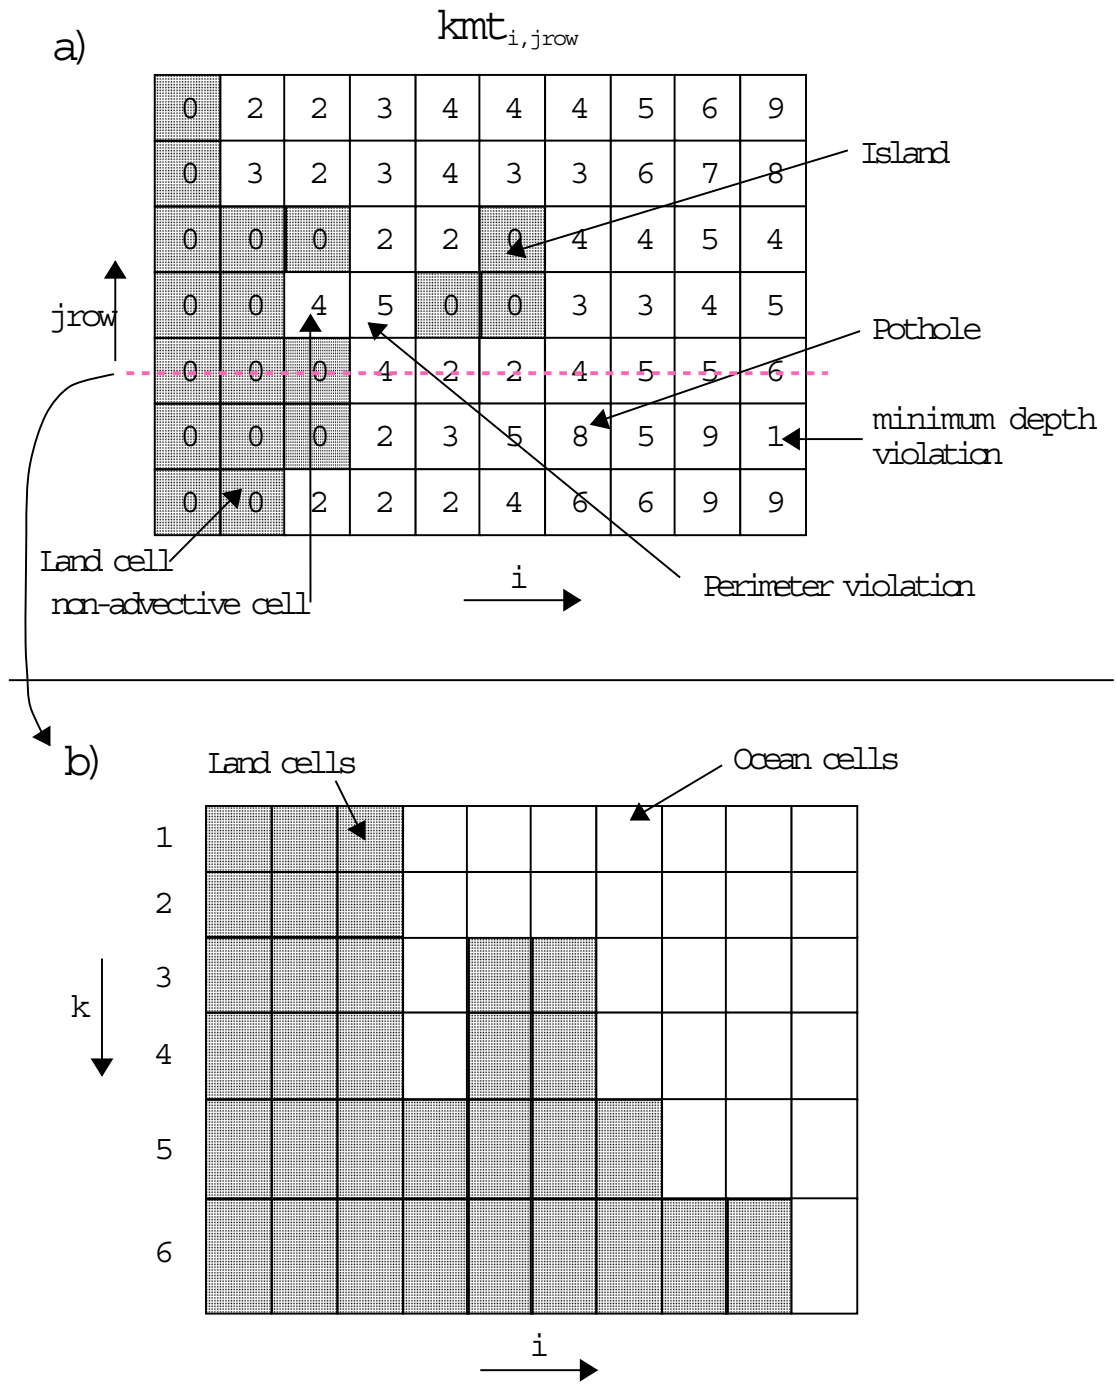 a)
kmt i,jrow
0 2 2 3 4 4 4 5 6 9
0 3 2 3 4 3 3 6 7 8
Island
0 0 0 2 2 0 4 4 5 4
0 0 4 5 0 0 3 3 4 5
jrow
Pothole
0 0 0 4 2 2 4 5 5 6
0 0 0 2 3 5 8 5 9 1
minimum depth
violation
0 0 2 2 2 4 6 6 9 9
Land cell
non-advective cell
i
Perimeter violation
b)
Land cells
Ocean cells
1
2
3
k
4
5
6
i